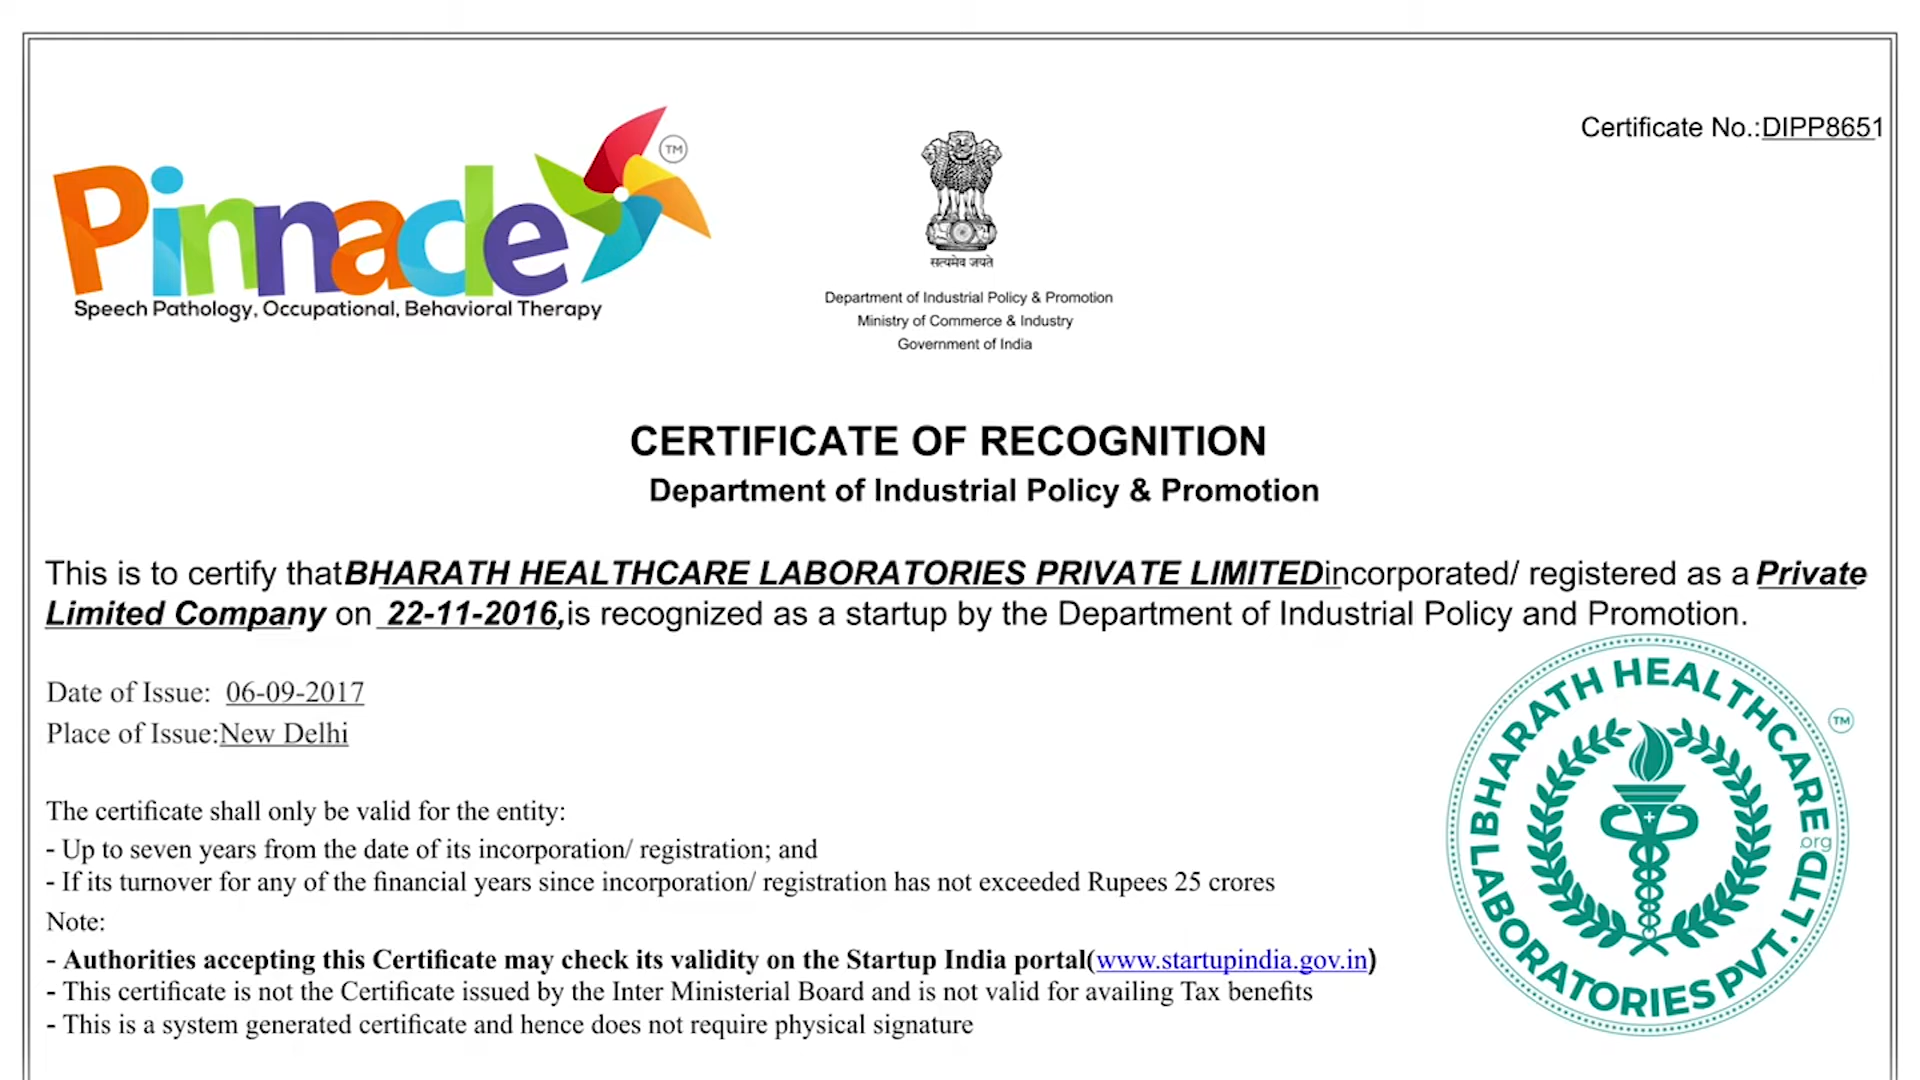 Certificate No.:DIPP8651
Pinnacle
TM
Speech Pathology, Occupational, Behavioral Therapy
सत्यमेव जयते
Department of Industrial Policy & Promotion
Ministry of Commerce & Industry
Government of India
CERTIFICATE OF RECOGNITION
Department of Industrial Policy & Promotion
This is to certify thatBHARATH HEALTHCARE LABORATORIES PRIVATE LIMITEDincorporated/ registered as a Private
Limited Company on 22-11-2016,is recognized as a startup by the Department of Industrial Policy and Promotion.
Date of Issue: 06-09-2017
Place of Issue:New Delhi
The certificate shall only be valid for the entity:
- Up to seven years from the date of its incorporation/ registration; and
- If its turnover for any of the financial years since incorporation/ registration has not exceeded Rupees 25 crores
Note:
- Authorities accepting this Certificate may check its validity on the Startup India portal(www.startupindia.gov.in)
- This certificate is not the Certificate issued by the Inter Ministerial Board and is not valid for availing Tax benefits
- This is a system generated certificate and hence does not require physical signature
BHARATH HEALTHCARE
LABORATORIES PVT. LTD
.org
TM